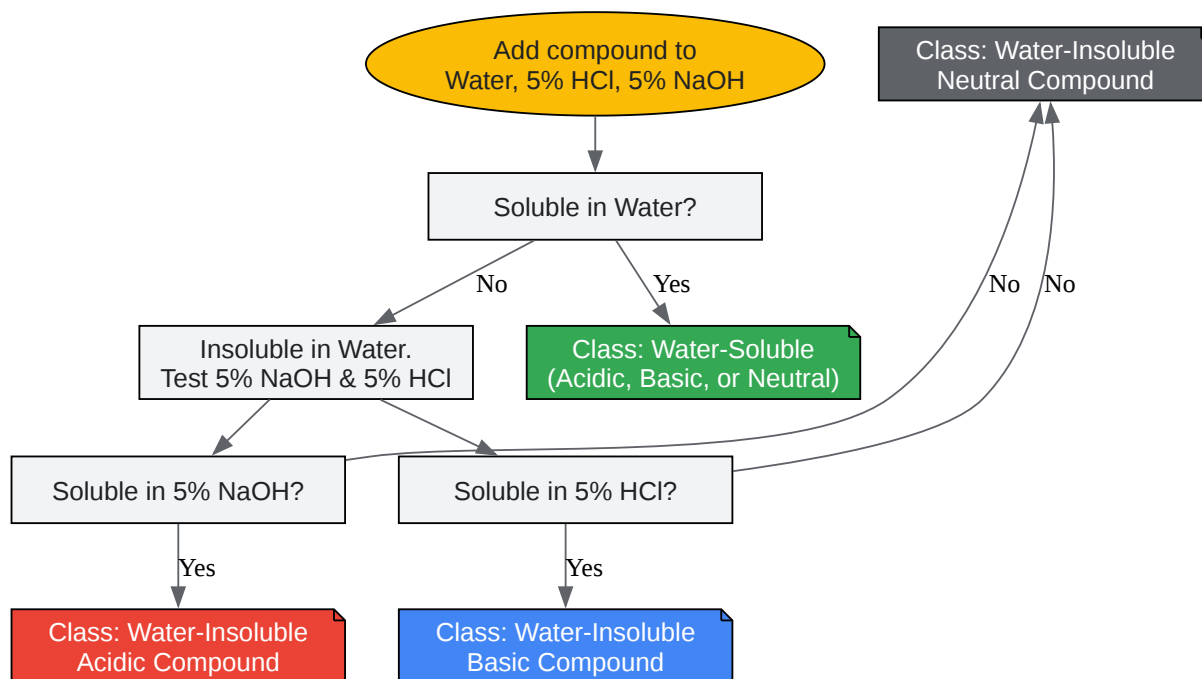 Add compound to
Water, 5% HCl, 5% NaOH
Class: Water-Insoluble
Neutral Compound
Soluble in Water?
No
Yes
No
No
Insoluble in Water.
Test 5% NaOH & 5% HCl
Class: Water-Soluble
(Acidic, Basic, or Neutral)
Soluble in 5% NaOH?
Soluble in 5% HCl?
Yes
Yes
Class: Water-Insoluble
Acidic Compound
Class: Water-Insoluble
Basic Compound